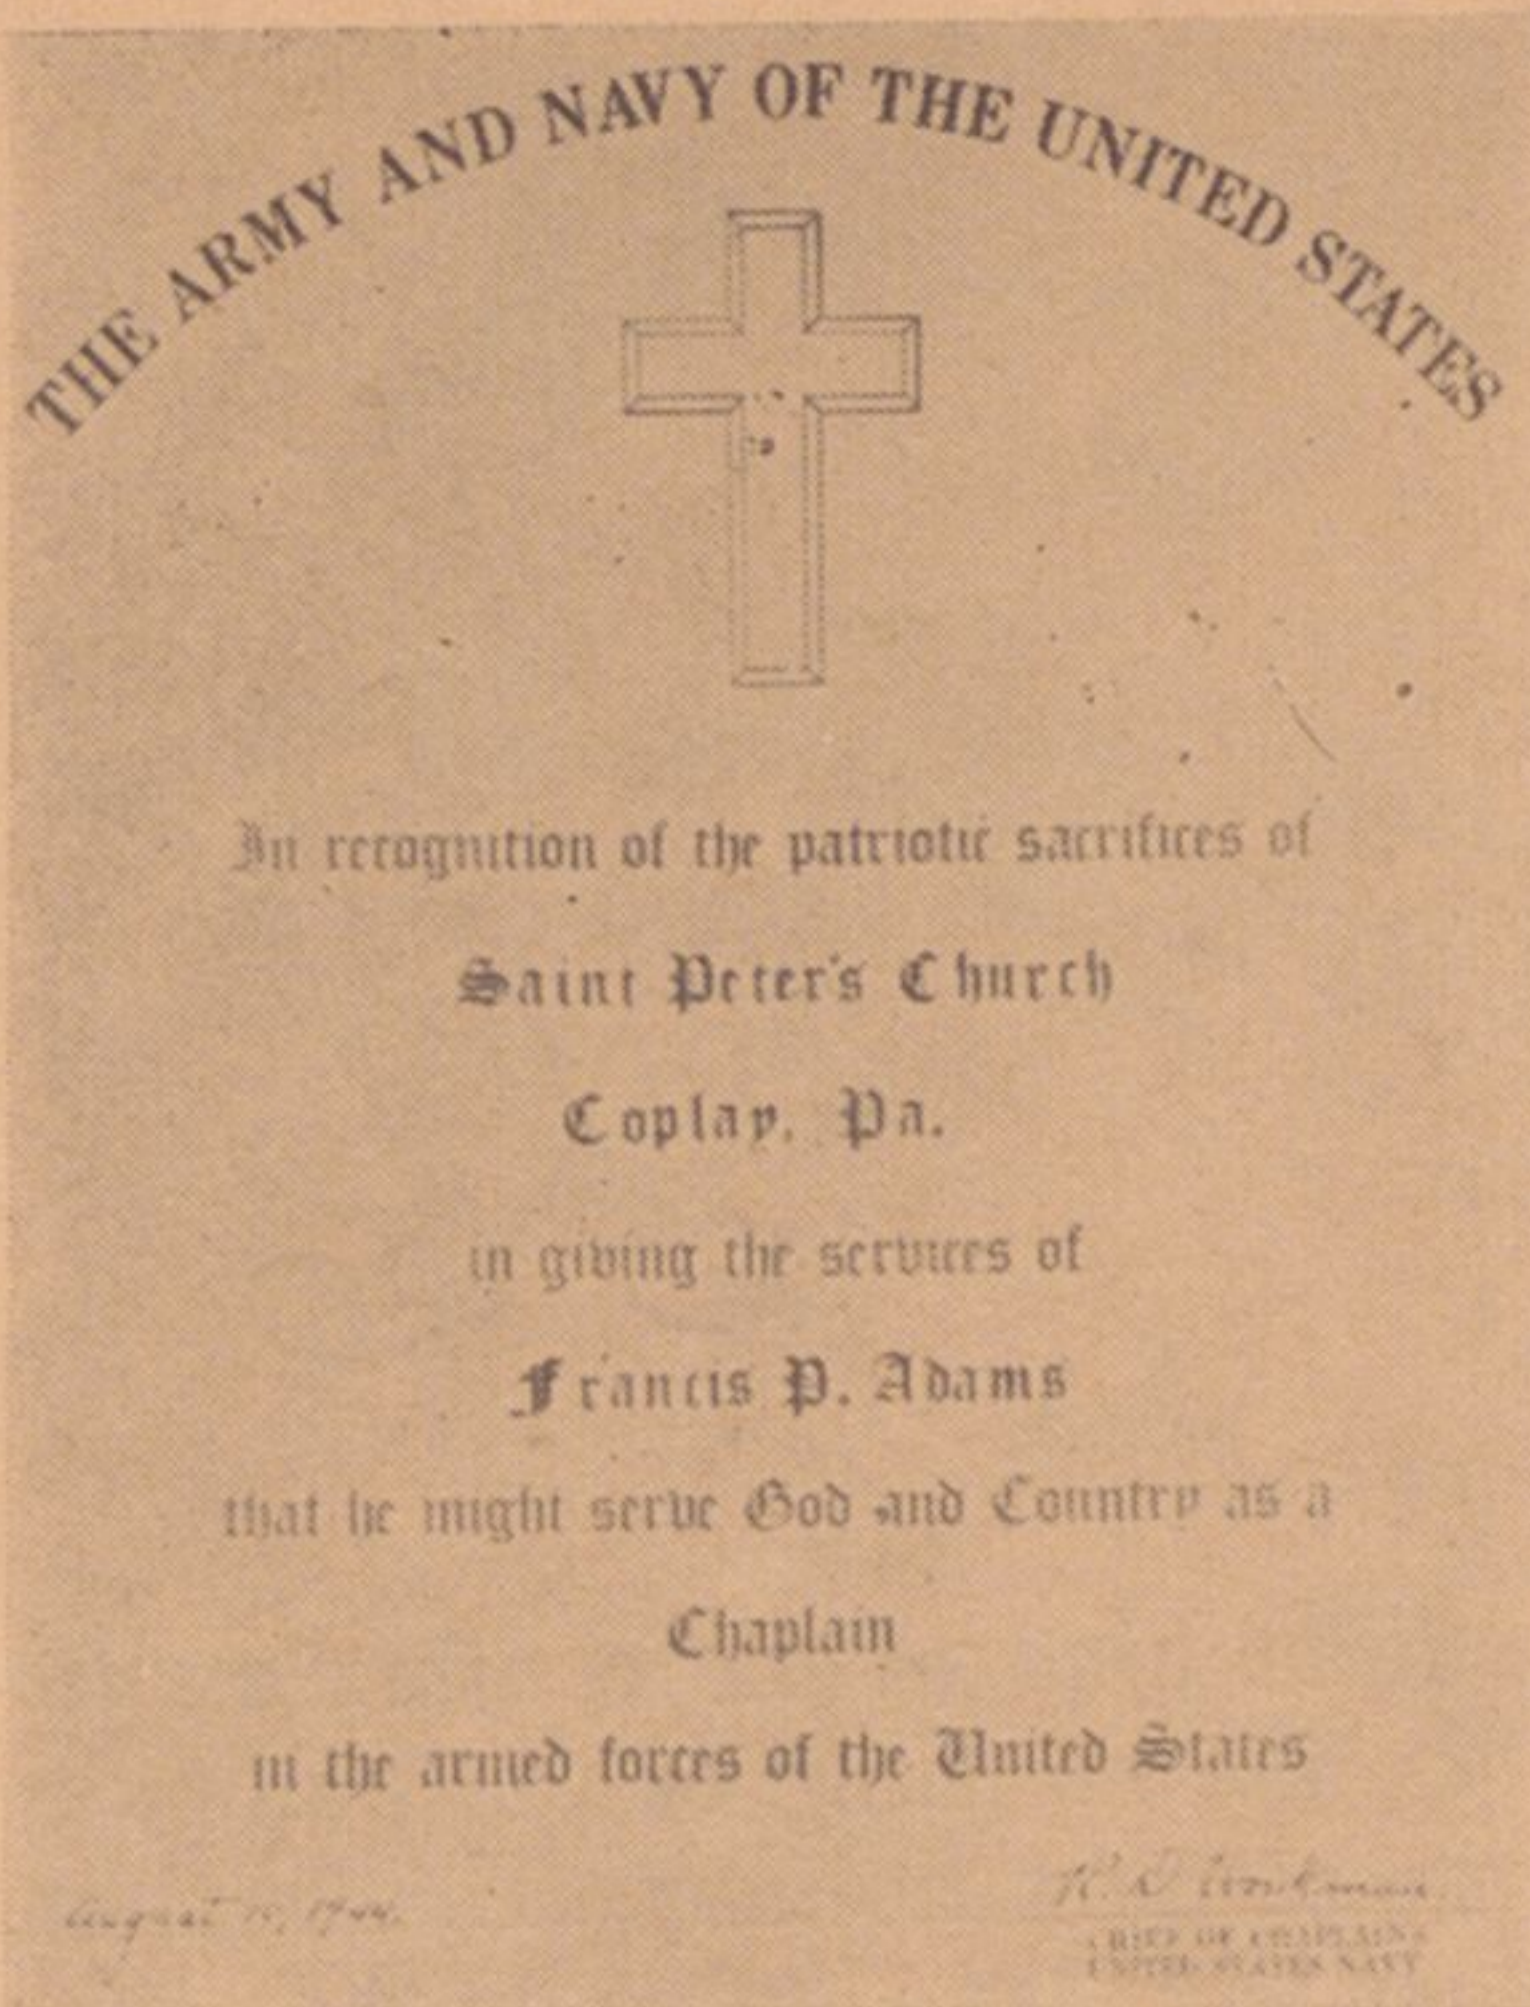 THE ARMY AND NAVY OF THE UNITED STATES
In recognition of the patriotic sacrifices of
Saint Peter's Church
Coplay, Pa.
in giving the services of
Francis P. Adams
that he might serve God and Country as a
Chaplain
in the armed forces of the United States
August 15, 1944.
R. D. Workman
CHIEF OF CHAPLAINS
UNITED STATES NAVY